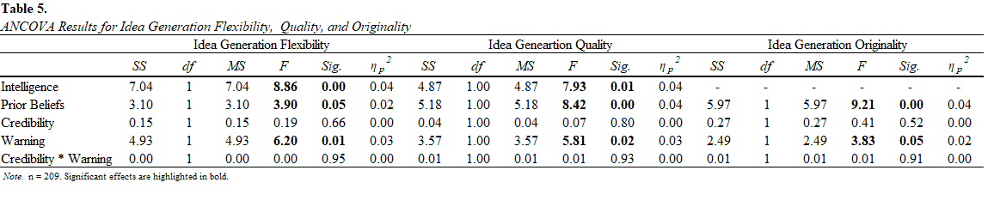 Table 5.
ANCOVA Results for Idea Generation Flexibility, Quality, and Originality
Idea Generation Flexibility Idea Geneartion Quality Idea Generation Originality
SS df MS F Sig. η p 2 SS df MS F Sig. η p 2 SS df MS F Sig. η p 2
Intelligence 7.04 1 7.04 8.86 0.00 0.04 4.87 1.00 4.87 7.93 0.01 0.04 - - - - - -
Prior Beliefs 3.10 1 3.10 3.90 0.05 0.02 5.18 1.00 5.18 8.42 0.00 0.04 5.97 1 5.97 9.21 0.00 0.04
Credibility 0.15 1 0.15 0.19 0.66 0.00 0.04 1.00 0.04 0.07 0.80 0.00 0.27 1 0.27 0.41 0.52 0.00
Warning 4.93 1 4.93 6.20 0.01 0.03 3.57 1.00 3.57 5.81 0.02 0.03 2.49 1 2.49 3.83 0.05 0.02
Credibility * Warning 0.00 1 0.00 0.00 0.95 0.00 0.01 1.00 0.01 0.01 0.93 0.00 0.01 1 0.01 0.01 0.91 0.00
Note. n = 209. Significant effects are highlighted in bold.